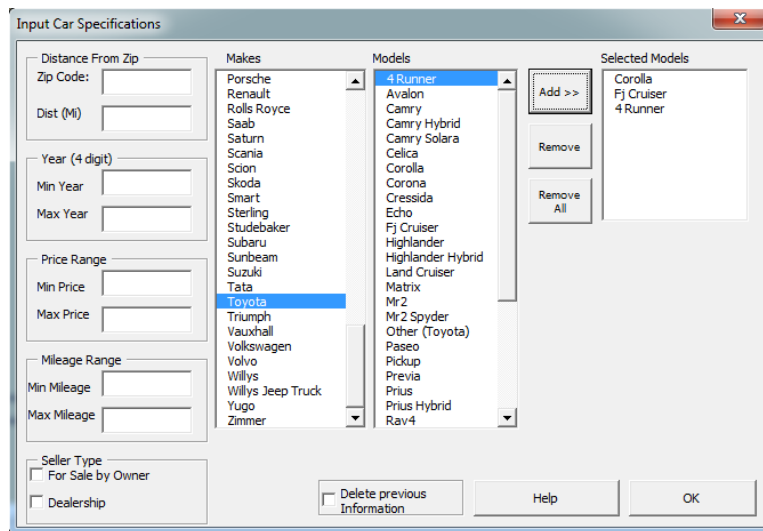 Input Car Specifications
Distance From Zip
Zip Code:
Dist (Mi)
Year (4 digit)
Min Year
Max Year
Price Range
Min Price
Max Price
Mileage Range
Min Mileage
Max Mileage
Seller Type
For Sale by Owner
Dealership
Makes
Porsche
Renault
Rolls Royce
Saab
Saturn
Scania
Scion
Skoda
Smart
Sterling
Studebaker
Subaru
Sunbeam
Suzuki
Tata
Toyota
Triumph
Vauxhall
Volkswagen
Volvo
Willys
Willys Jeep Truck
Yugo
Zimmer
Models
4 Runner
Avalon
Camry
Camry Hybrid
Camry Solara
Celica
Corolla
Corona
Cressida
Echo
Fj Cruiser
Highlander
Highlander Hybrid
Land Cruiser
Matrix
Mr2
Mr2 Spyder
Other (Toyota)
Paseo
Pickup
Previa
Prius
Prius Hybrid
Rav4
Add >>
Remove
Remove
All
Selected Models
Corolla
Fj Cruiser
4 Runner
Delete previous
Information
Help
OK